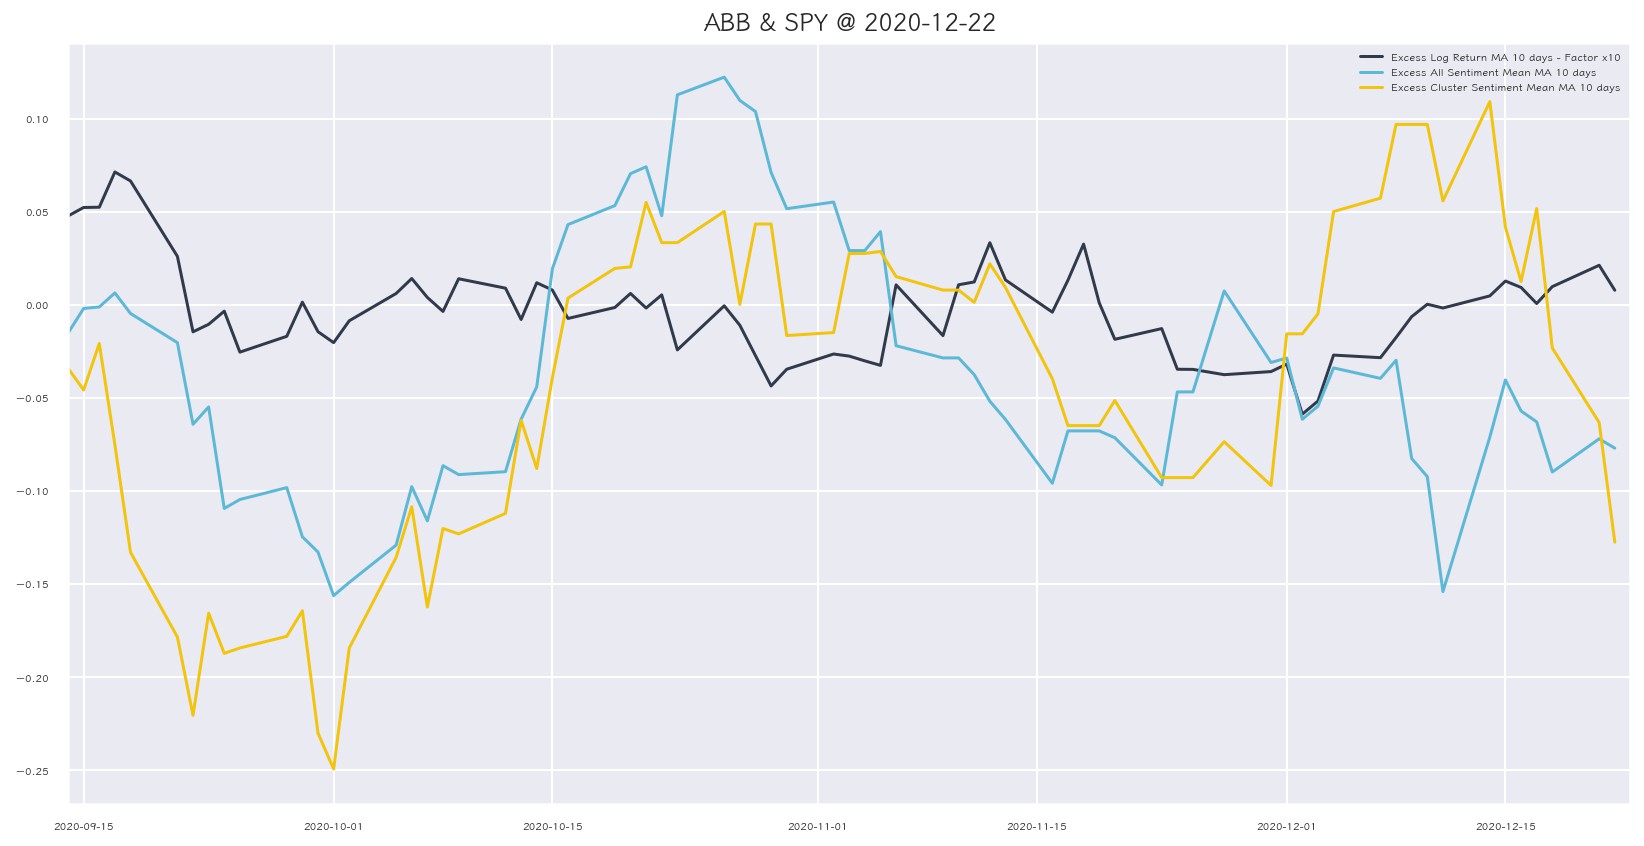 ABB & SPY @ 2020-12-22
Excess Log Return MA 10 days - Factor x10
Excess All Sentiment Mean MA 10 days
Excess Cluster Sentiment Mean MA 10 days
0.10
0.05
0.00
−0.05
−0.10
−0.15
−0.20
−0.25
2020-09-15 2020-10-01 2020-10-15 2020-11-01 2020-11-15 2020-12-01 2020-12-15